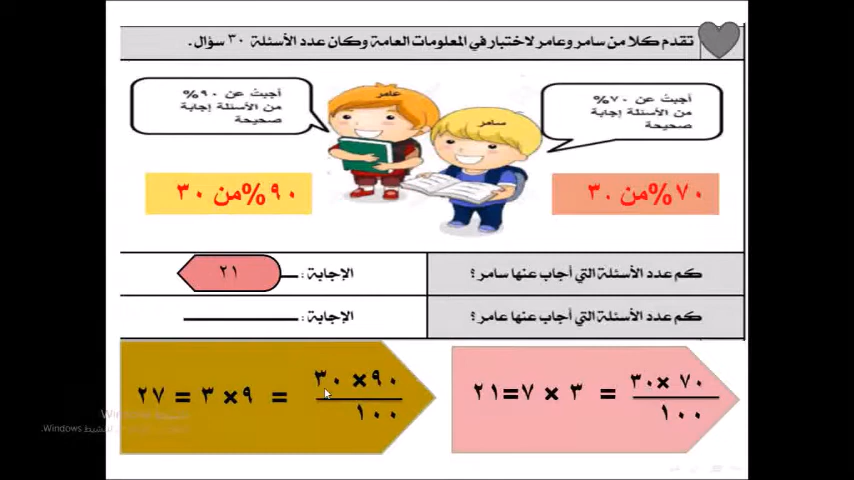 تقدم كلا من سامر وعامر لاختبار في المعلومات العامة وكان عدد الأسئلة ٣٠ سؤال.
أجبتُ عن ٧٠%
من الأسئلة إجابة
صحيحة
أجبتُ عن ٩٠%
من الأسئلة إجابة
صحيحة
سامر
عامر
٧٠%من ٣٠
٩٠%من ٣٠
كم عدد الأسئلة التي أجاب عنها سامر؟
الإجابة :
٢١
كم عدد الأسئلة التي أجاب عنها عامر؟
الإجابة :
٧٠ ×٣٠
١٠٠
= ٣ × ٧=٢١
٩٠× ٣٠
١٠٠
= ٩× ٣ = ٢٧